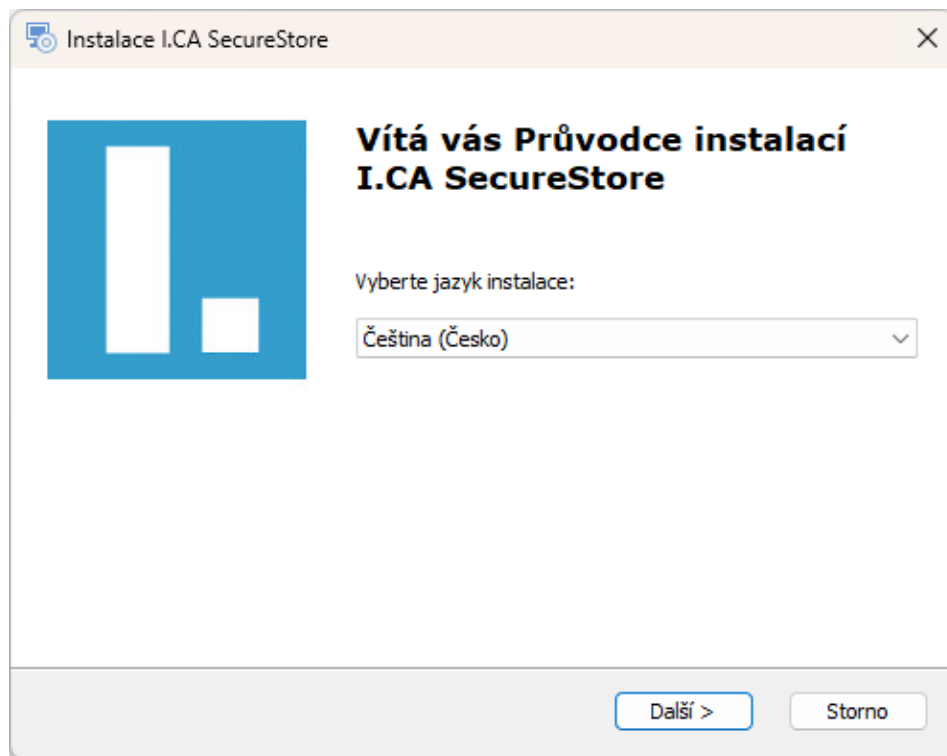 Instalace I.CA SecureStore
I.
Vítá vás Průvodce instalací
I.CA SecureStore
Vyberte jazyk instalace:
Čeština (Česko)
Další >
Storno